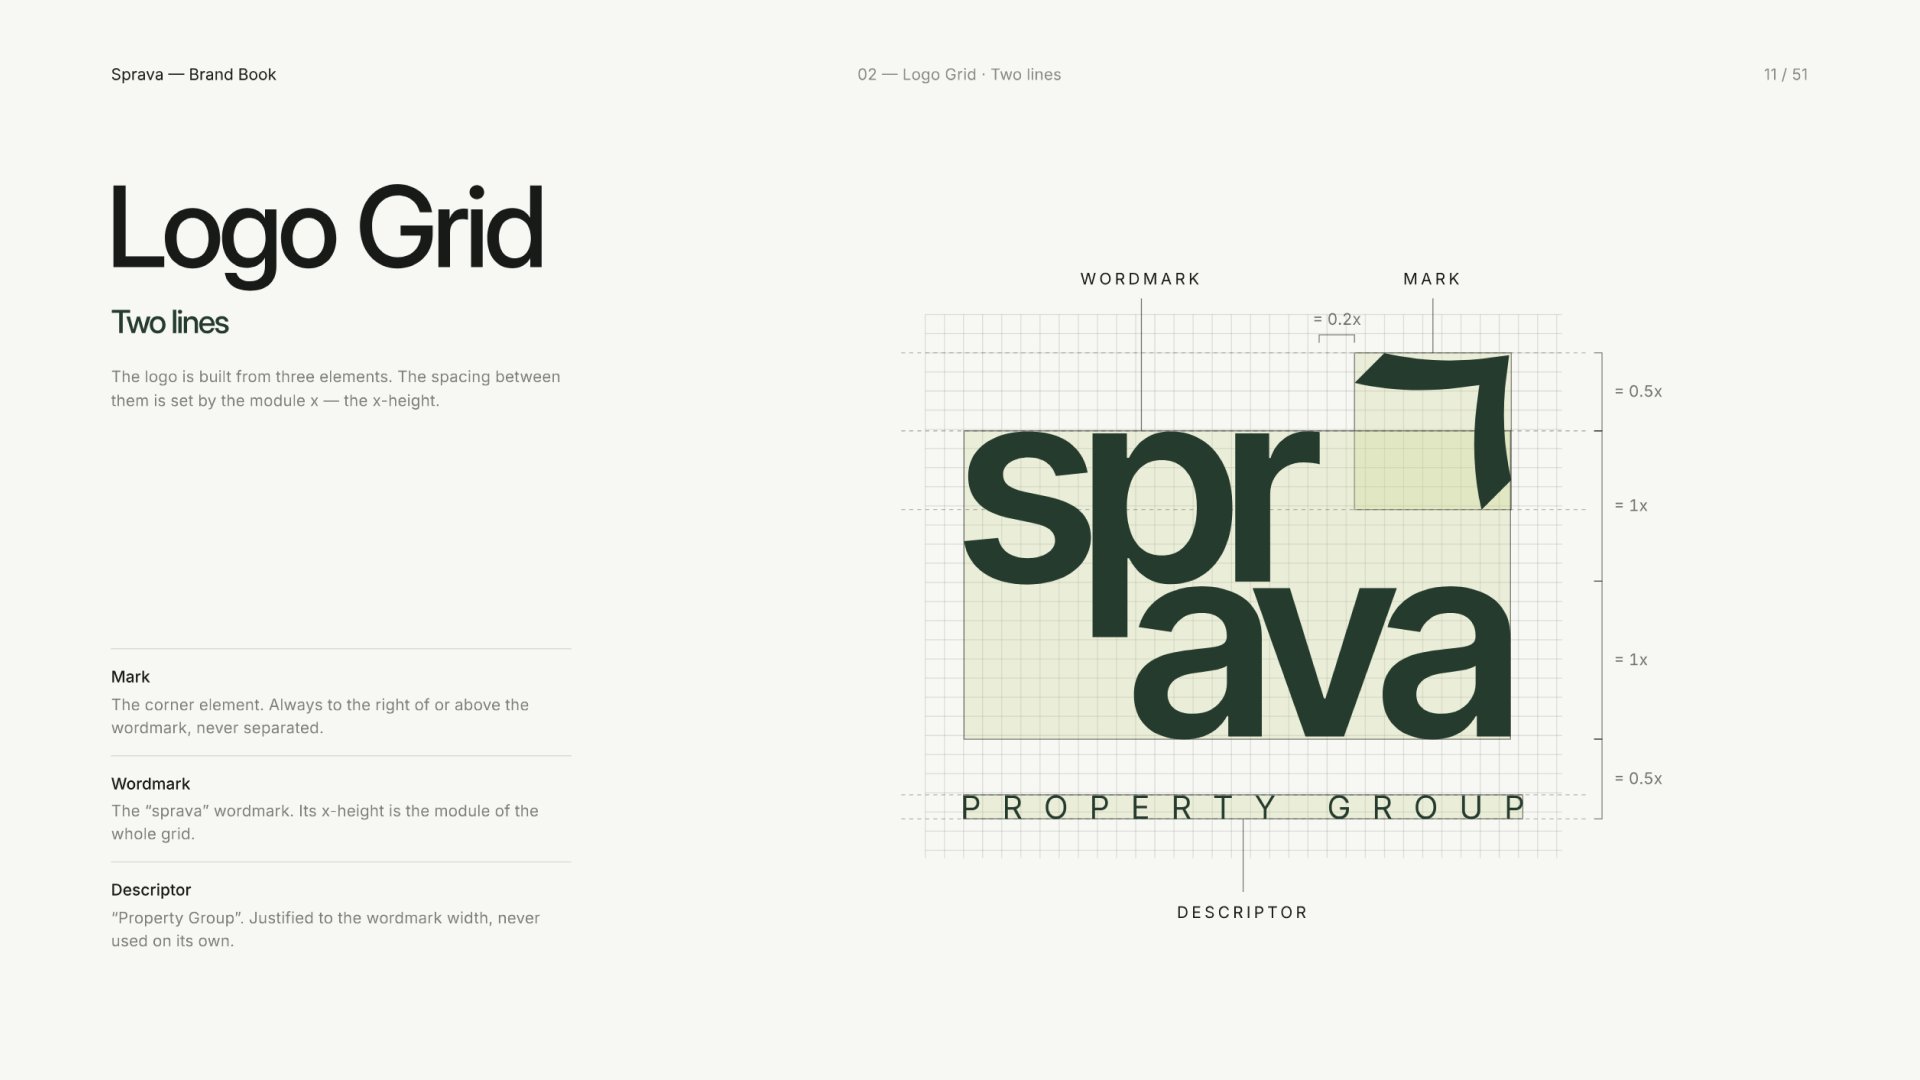 Sprava — Brand Book
02 — Logo Grid · Two lines
11 / 51
Logo Grid
Two lines
The logo is built from three elements. The spacing between
them is set by the module x — the x-height.
Mark
The corner element. Always to the right of or above the
wordmark, never separated.
Wordmark
The “sprava” wordmark. Its x-height is the module of the
whole grid.
Descriptor
“Property Group”. Justified to the wordmark width, never
used on its own.
WORDMARK
MARK
= 0.2x
= 0.5x
spr
= 1x
ava
= 1x
= 0.5x
PROPERTY GROUP
DESCRIPTOR